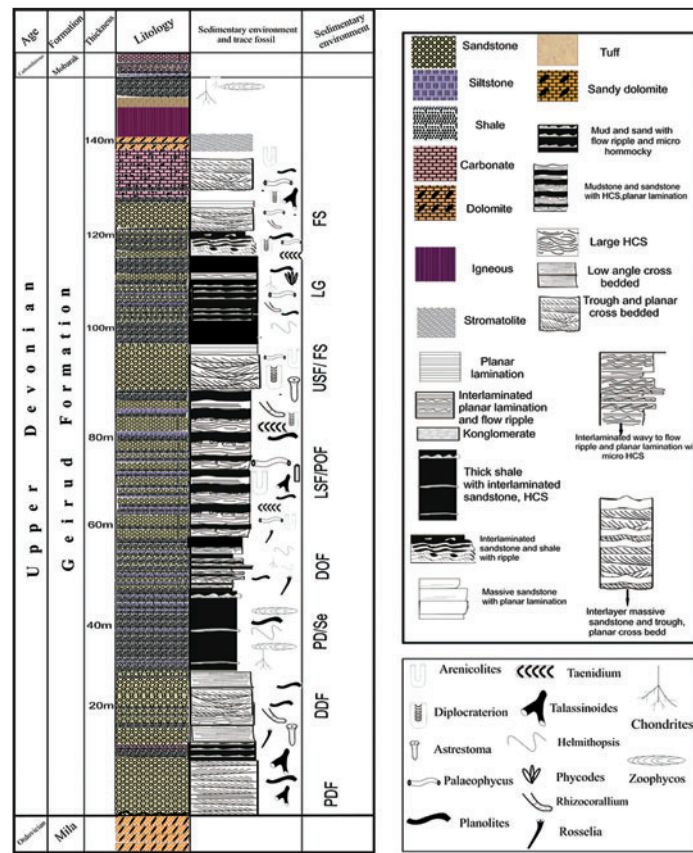 Age
Formation
Thickness
Litology
Sedimentary environment
and trace fossil
Sedimentary
environment
Mobarak
Upper Devonian
Geirud Formation
Ordovician
Mila
140m
120m
100m
80m
60m
40m
20m
FS
LG
USF/ FS
LSF/POF
DOF
PD/Se
DDF
PDF
Sandstone
Siltstone
Shale
Carbonate
Dolomite
Igneous
Stromatolite
Planar
lamination
Interlaminated
planar lamination
and flow ripple
Konglomerate
Thick shale
with interlaminated
sandstone, HCS
Interlaminated
sandstone and shale
with ripple
Massive sandstone
with planar lamination
Tuff
Sandy dolomite
Mud and sand with
flow ripple and micro
hommocky
Mudstone and sandstone
with HCS,planar lamination
Large HCS
Low angle cross
bedded
Trough and planar
cross bedded
Interlaminated wavy to flow
ripple and planar lamination wi
micro HCS
Interlayer massive
sandstone and trough,
planar cross bedd
Arenicolites
Diplocraterion
Astrestoma
Palaeophycus
Planolites
Taenidium
Talassinoides
Helmithopsis
Phycodes
Rhizocorallium
Rosselia
Chondrites
Zoophycos